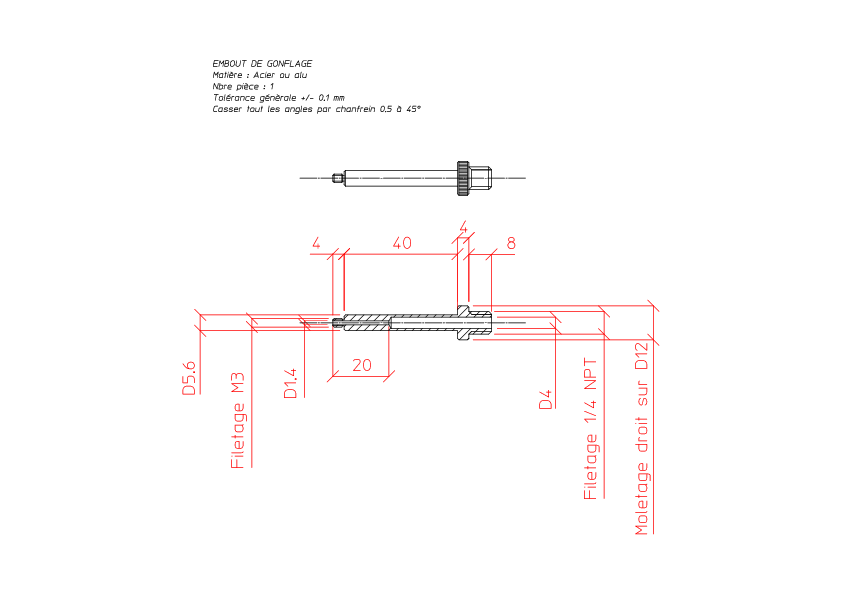 EMBOUT DE GONFLAGE
Matière : Acier ou alu
Nbre pièce : 1
Tolérance générale +/- 0.1 mm
Casser tout les angles par chanfrein 0,5 à 45°
4
4
40
8
20
D5.6
Filetage M3
D1.4
D4
Filetage 1/4 NPT
Moletage droit sur D12